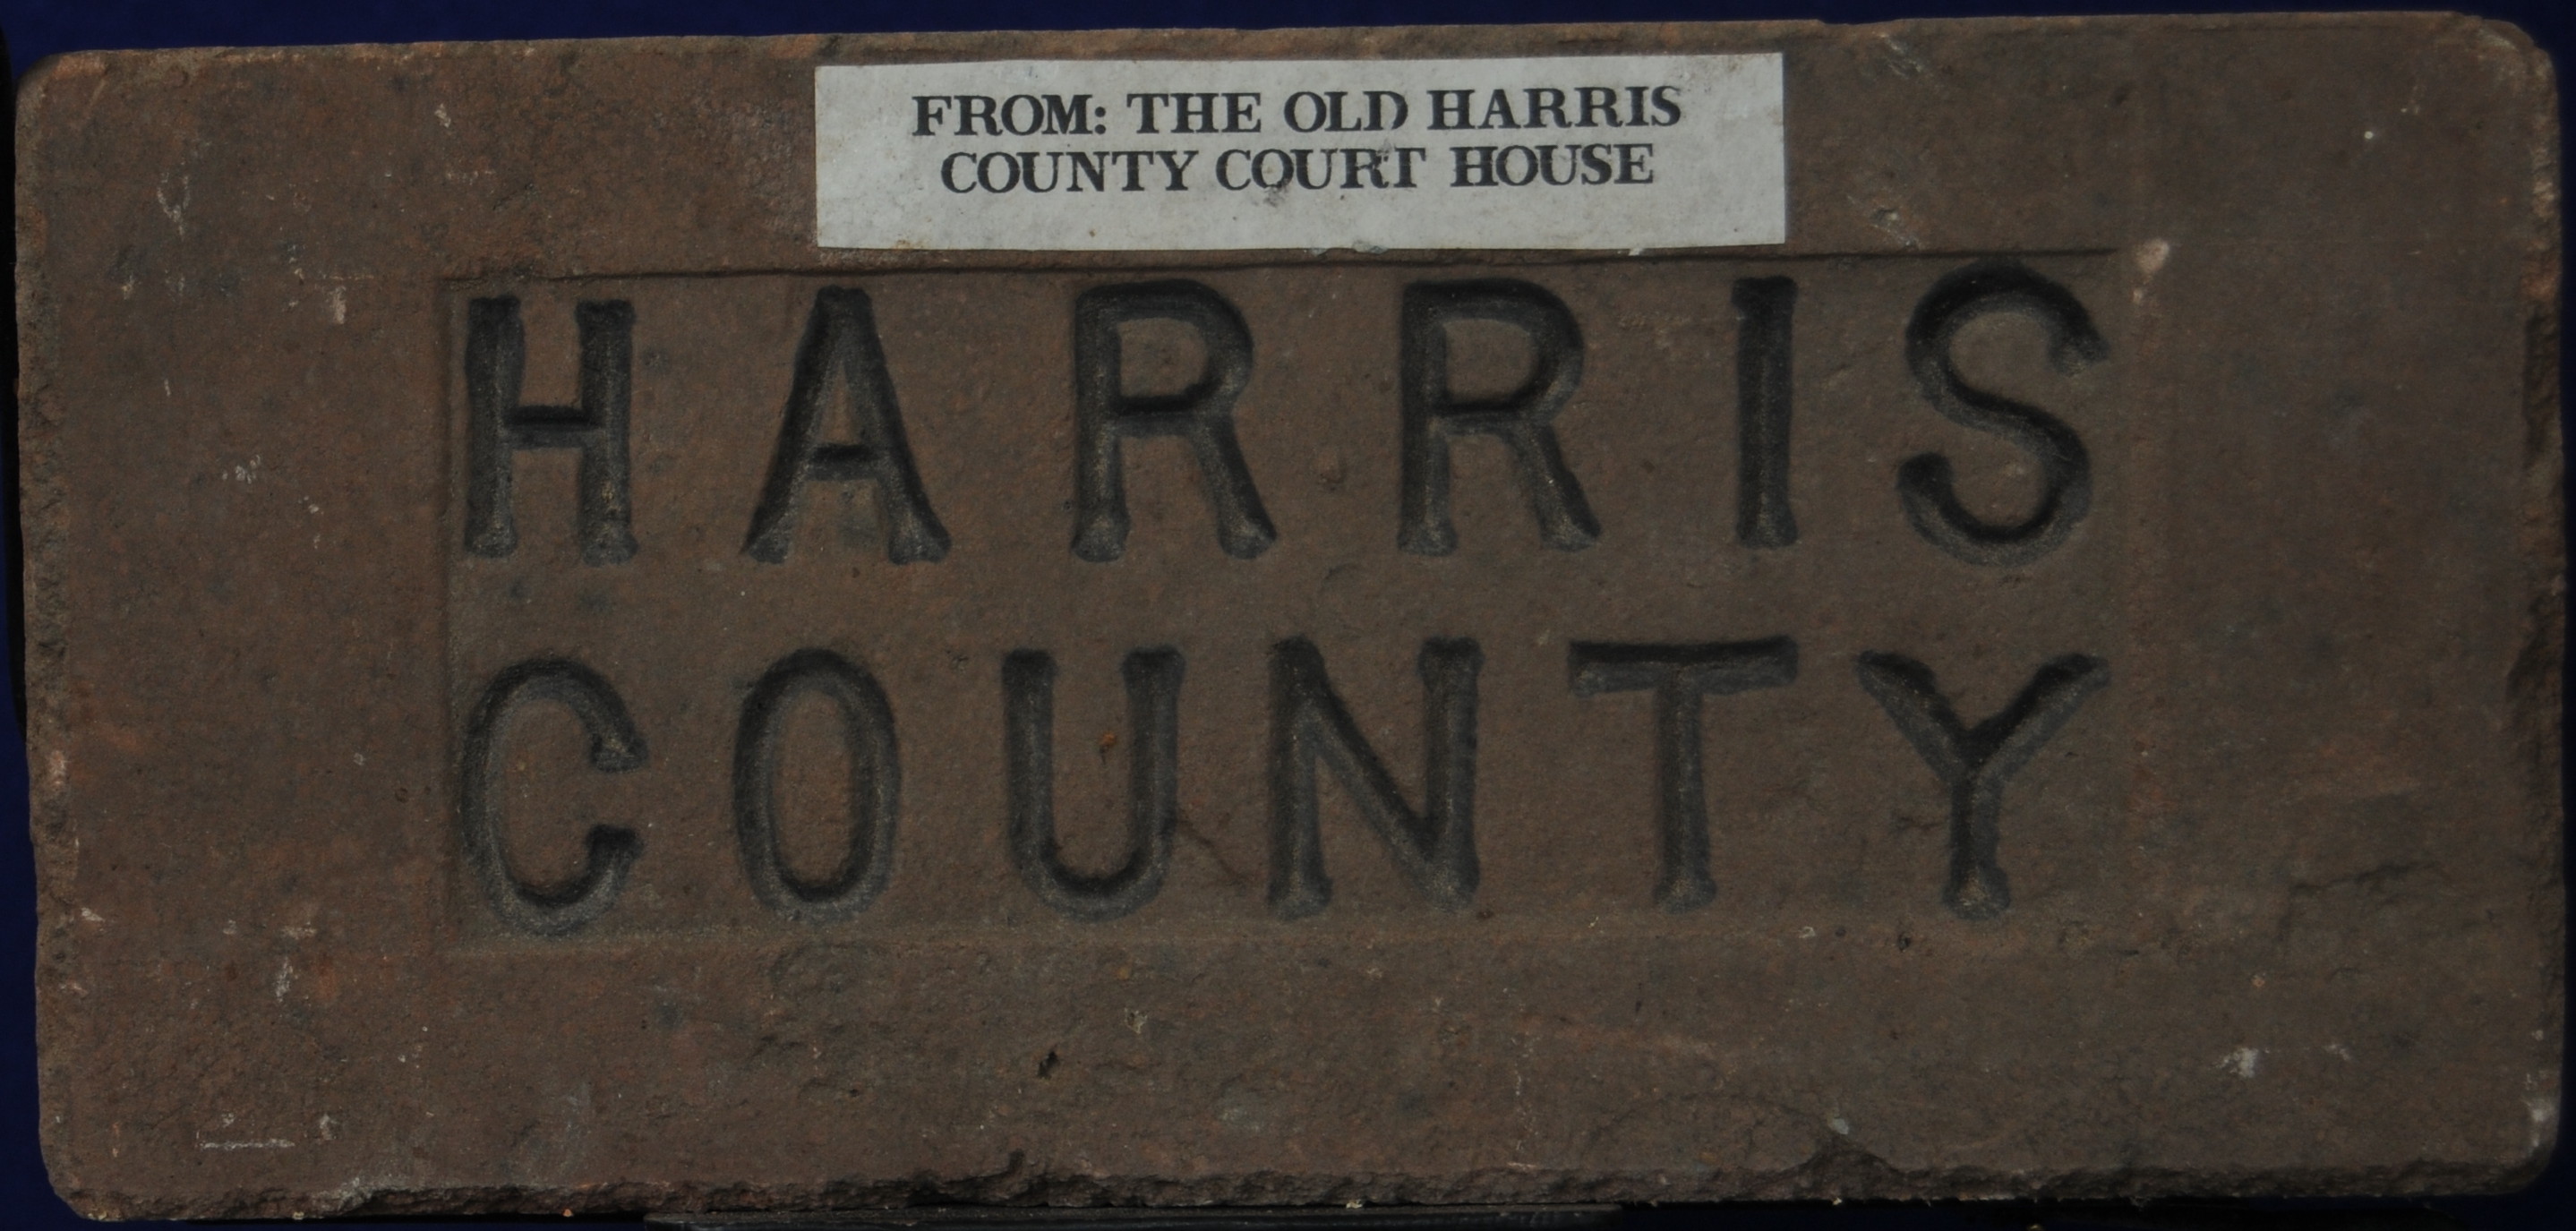 FROM: THE OLD HARRIS
COUNTY COURT HOUSE
HARRIS
COUNTY